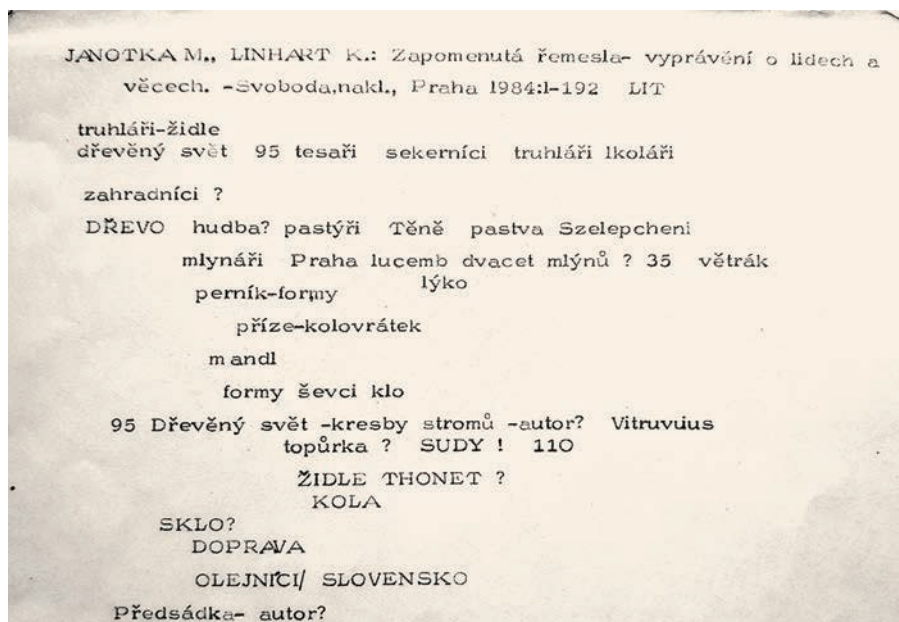 JANOTKA M., LINHART K.: Zapomenutá řemesla- vyprávění o lidech a
věcech. -Svoboda,nakl., Praha 1984:1-192 LIT
truhláři-židle
dřevěný svět 95 tesaři sekerníci truhláři lkoláři
zahradníci ?
DŘEVO hudba? pastýři Těně pastva Szelepcheni
mlynáři Praha lucemb dvacet mlýnů ? 35 větrák
lýko
perník-formy
příze-kolovrátek
mandl
formy ševci klo
95 Dřevěný svět -kresby stromů -autor? Vitruvuius
topůrka ? SUDY ! 110
ŽIDLE THONET ?
KOLA
SKLO?
DOPRAVA
OLEJNÍCI/ SLOVENSKO
Předsádka- autor?